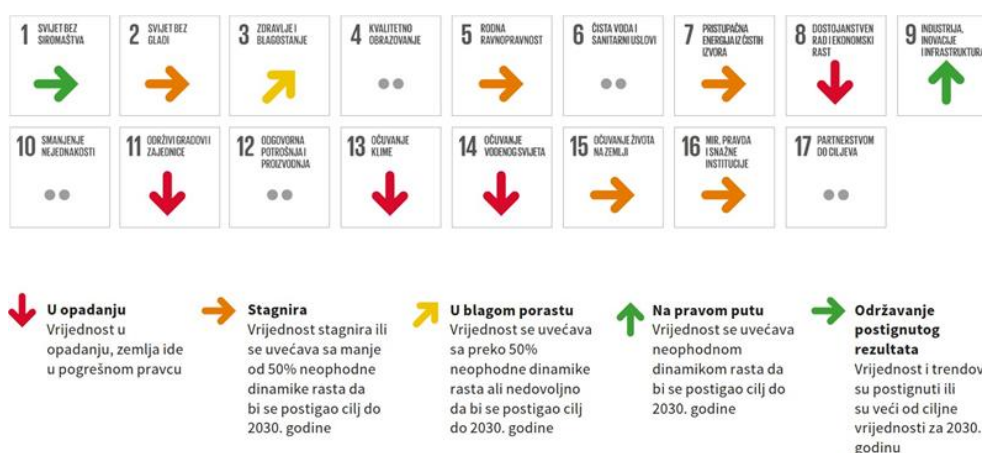 1 SVIJET BEZ
SIROMAŠTVA
2 SVIJET BEZ
GLADI
3 ZDRAVLJE I
BLAGOSTANJE
4 KVALITETNO
OBRAZOVANJE
5 RODNA
RAVNOPRAVNOST
6 ČISTA VODA I
SANITARNI USLOVI
7 PRISTUPAČNA
ENERGIJA IZ ČISTIH
IZVORA
8 DOSTOJANSTVEN
RAD I EKONOMSKI
RAST
9 INDUSTRIJA,
INOVACIJE
I INFRASTRUKTURA
10 SMANJENJE
NEJEDNAKOSTI
11 ODRŽIVI GRADOVI I
ZAJEDNICE
12 ODGOVORNA
POTROŠNJA I
PROIZVODNJA
13 OČUVANJE
KLIME
14 OČUVANJE
VODENOG SVIJETA
15 OČUVANJE ŽIVOTA
NA ZEMLJI
16 MIR, PRAVDA
I SNAŽNE
INSTITUCIJE
17 PARTNERSTVOM
DO CILJEVA
U opadanju
Vrijednost u
opadanju, zemlja ide
u pogrešnom pravcu
Stagnira
Vrijednost stagnira ili
se uvećava sa manje
od 50% neophodne
dinamike rasta da
bi se postigao cilj do
2030. godine
U blagom porastu
Vrijednost se uvećava
sa preko 50%
neophodne dinamike
rasta ali nedovoljno
da bi se postigao cilj
do 2030. godine
Na pravom putu
Vrijednost se uvećava
neophodnom
dinamikom rasta da
bi se postigao cilj do
2030. godine
Održavanje
postignutog
rezultata
Vrijednost i trendov
su postignuti ili
su veći od ciljne
vrijednosti za 2030.
godinu